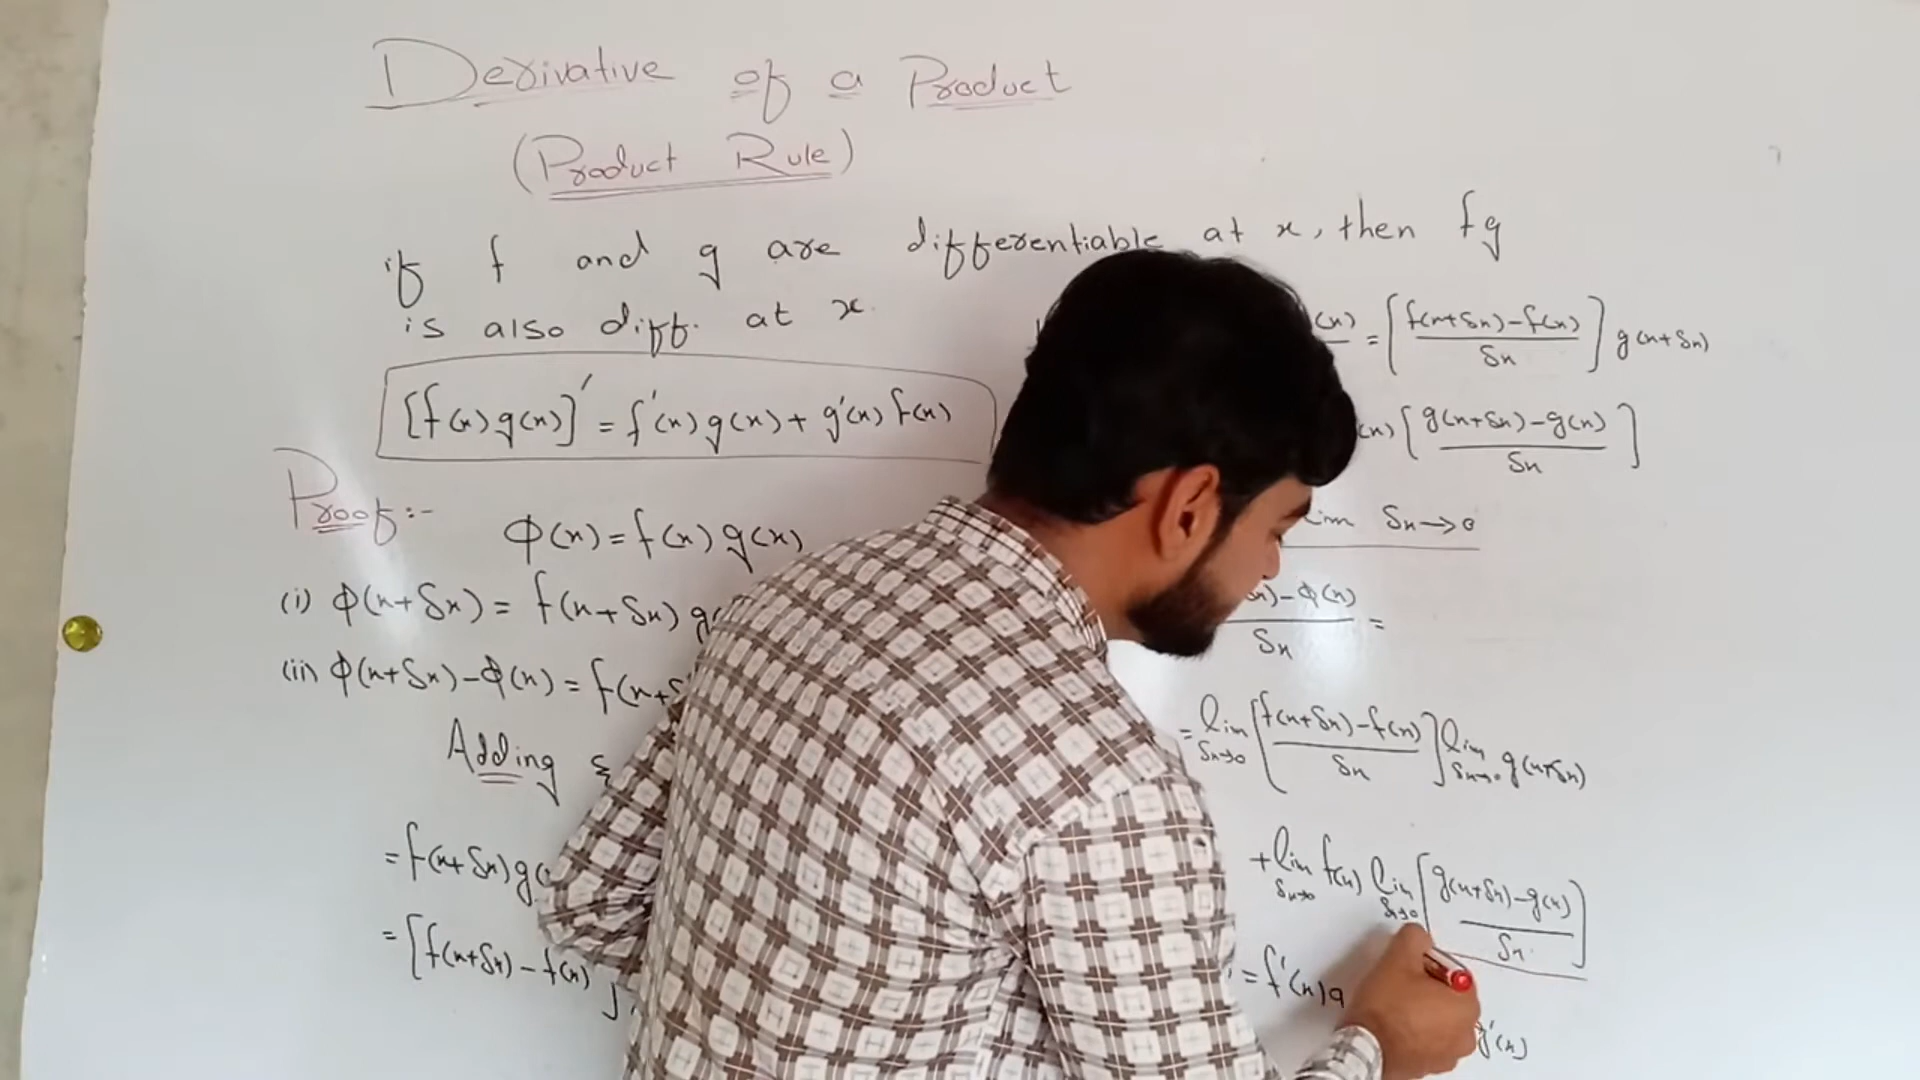 Derivative of a Product
(Product Rule)
if f and g are differentiable at x, then fg
is also diff. at x.
[f(x)g(x)]' = f'(x)g(x) + g'(x)f(x)
Proof:-
Φ(x) = f(x) g(x)
(i) Φ(x+δx) = f(x+δx) g(
(ii) Φ(x+δx) - Φ(x) = f(x+δ
Adding &
= f(x+δx)g(
= [f(x+δx) - f(x)]
(x) = [f(x+δx) - f(x) / δx] g(x+δx)
(x) [g(x+δx) - g(x) / δx]
lim δx → 0
δx) - Φ(x) / δx =
= lim δx→0 [f(x+δx) - f(x) / δx] lim δx→0 g(x+δx)
+ lim δx→0 f(x) lim δx→0 [g(x+δx) - g(x) / δx]
= f'(x)g
g'(x)